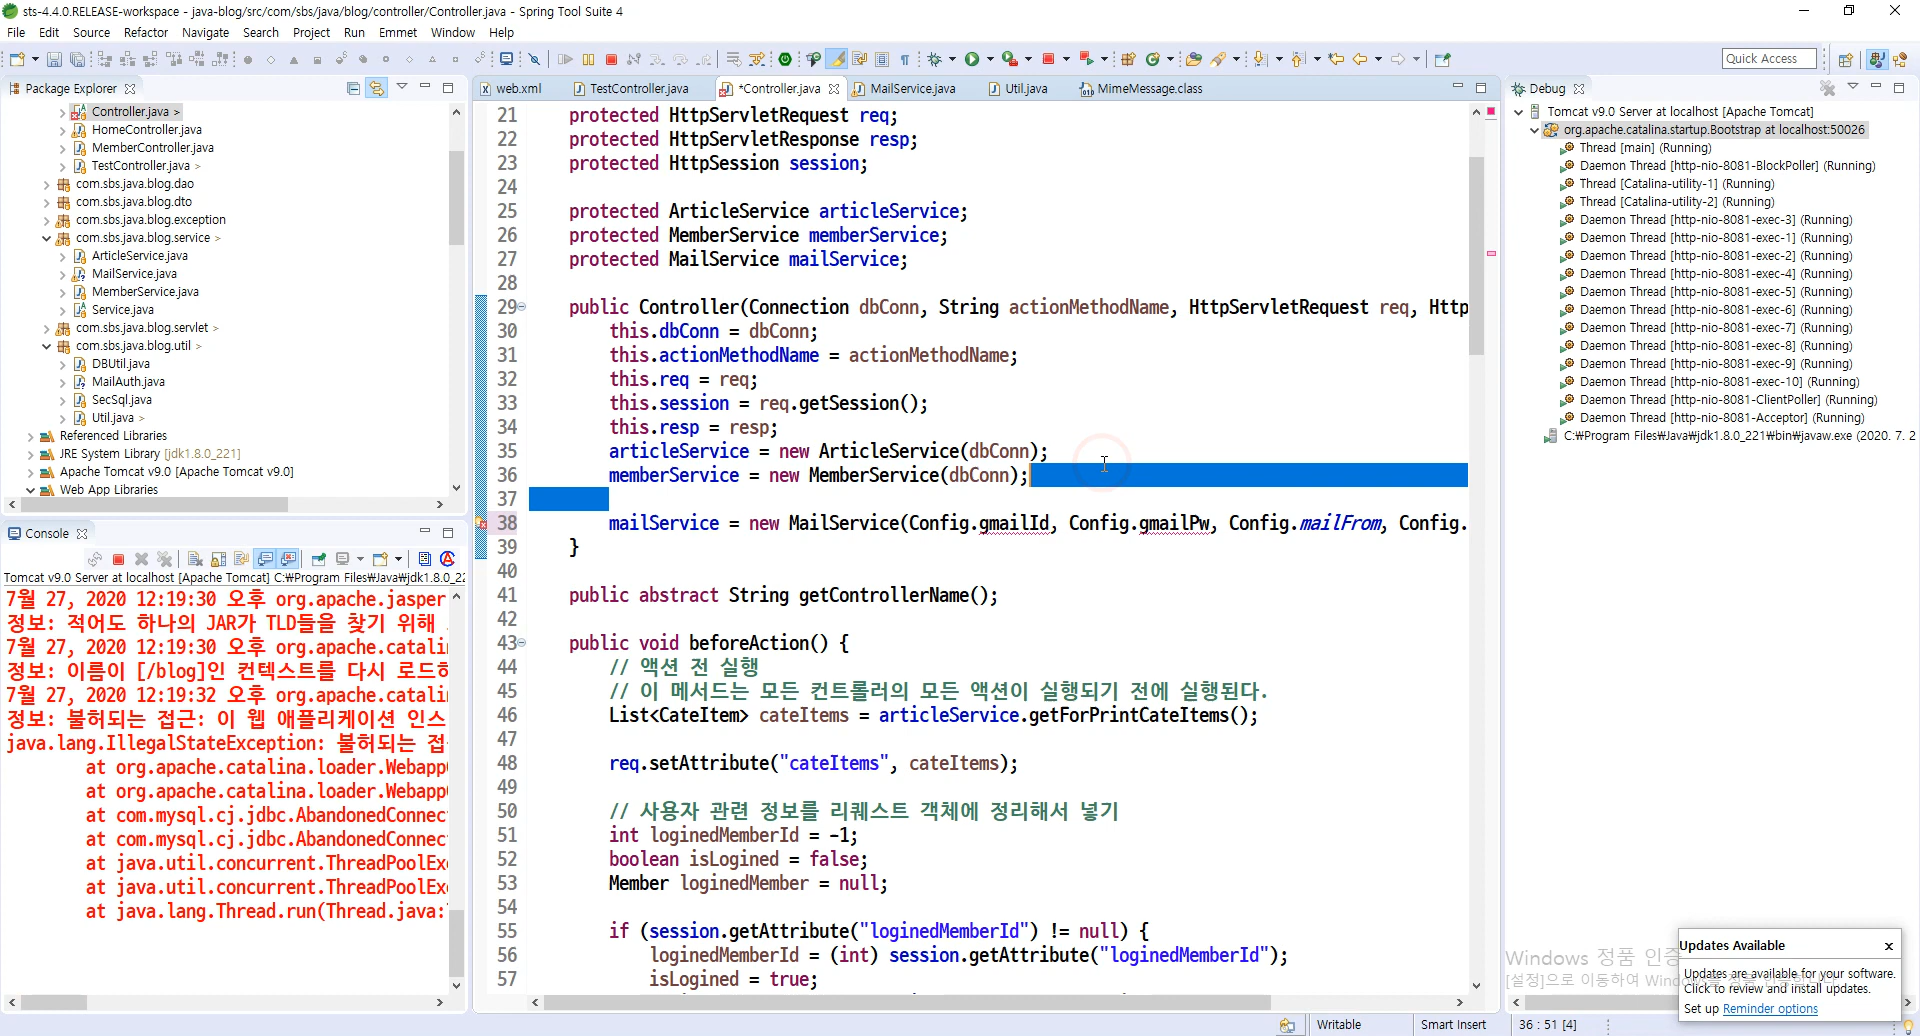 sts-4.4.0.RELEASE-workspace - java-blog/src/com/sbs/java/blog/controller/Controller.java - Spring Tool Suite 4
File Edit Source Refactor Navigate Search Project Run Emmet Window Help
Quick Access
Package Explorer
Controller.java >
HomeController.java
MemberController.java
TestController.java >
com.sbs.java.blog.dao
com.sbs.java.blog.dto
com.sbs.java.blog.exception
com.sbs.java.blog.service >
ArticleService.java
MailService.java
MemberService.java
Service.java
com.sbs.java.blog.servlet >
com.sbs.java.blog.util >
DBUtil.java
MailAuth.java
SecSql.java
Util.java >
Referenced Libraries
JRE System Library [jdk1.8.0_221]
Apache Tomcat v9.0 [Apache Tomcat v9.0]
Web App Libraries
Console
Tomcat v9.0 Server at localhost [Apache Tomcat] C:₩Program Files₩Java₩jdk1.8.0_22
7월 27, 2020 12:19:30 오후 org.apache.jasper
정보: 적어도 하나의 JAR가 TLD들을 찾기 위해
7월 27, 2020 12:19:30 오후 org.apache.catali
정보: 이름이 [/blog]인 컨텍스트를 다시 로드하
7월 27, 2020 12:19:32 오후 org.apache.catali
정보: 불허되는 접근: 이 웹 애플리케이션 인스
java.lang.IllegalStateException: 불허되는 접
at org.apache.catalina.loader.Webapp
at org.apache.catalina.loader.Webapp
at com.mysql.cj.jdbc.AbandonedConnec
at com.mysql.cj.jdbc.AbandonedConnec
at java.util.concurrent.ThreadPoolEx
at java.util.concurrent.ThreadPoolEx
at java.lang.Thread.run(Thread.java:
web.xml TestController.java *Controller.java MailService.java Util.java MimeMessage.class
21 protected HttpServletRequest req;
22 protected HttpServletResponse resp;
23 protected HttpSession session;
24
25 protected ArticleService articleService;
26 protected MemberService memberService;
27 protected MailService mailService;
28
29 public Controller(Connection dbConn, String actionMethodName, HttpServletRequest req, Http
30 this.dbConn = dbConn;
31 this.actionMethodName = actionMethodName;
32 this.req = req;
33 this.session = req.getSession();
34 this.resp = resp;
35 articleService = new ArticleService(dbConn);
36 memberService = new MemberService(dbConn);
37
38 mailService = new MailService(Config.gmailId, Config.gmailPw, Config.mailFrom, Config.
39 }
40
41 public abstract String getControllerName();
42
43 public void beforeAction() {
44 // 액션 전 실행
45 // 이 메서드는 모든 컨트롤러의 모든 액션이 실행되기 전에 실행된다.
46 List<CateItem> cateItems = articleService.getForPrintCateItems();
47
48 req.setAttribute("cateItems", cateItems);
49
50 // 사용자 관련 정보를 리퀘스트 객체에 정리해서 넣기
51 int loginedMemberId = -1;
52 boolean isLogined = false;
53 Member loginedMember = null;
54
55 if (session.getAttribute("loginedMemberId") != null) {
56 loginedMemberId = (int) session.getAttribute("loginedMemberId");
57 isLogined = true;
Debug
Tomcat v9.0 Server at localhost [Apache Tomcat]
org.apache.catalina.startup.Bootstrap at localhost:50026
Thread [main] (Running)
Daemon Thread [http-nio-8081-BlockPoller] (Running)
Thread [Catalina-utility-1] (Running)
Thread [Catalina-utility-2] (Running)
Daemon Thread [http-nio-8081-exec-3] (Running)
Daemon Thread [http-nio-8081-exec-1] (Running)
Daemon Thread [http-nio-8081-exec-2] (Running)
Daemon Thread [http-nio-8081-exec-4] (Running)
Daemon Thread [http-nio-8081-exec-5] (Running)
Daemon Thread [http-nio-8081-exec-6] (Running)
Daemon Thread [http-nio-8081-exec-7] (Running)
Daemon Thread [http-nio-8081-exec-8] (Running)
Daemon Thread [http-nio-8081-exec-9] (Running)
Daemon Thread [http-nio-8081-exec-10] (Running)
Daemon Thread [http-nio-8081-ClientPoller] (Running)
Daemon Thread [http-nio-8081-Acceptor] (Running)
C:₩Program Files₩Java₩jdk1.8.0_221₩bin₩javaw.exe (2020. 7. 2
Windows 정품 인증
[설정]으로 이동하여 Wind
Updates Available
Updates are available for your software.
Click to review and install updates.
Set up Reminder options
Writable Smart Insert 36 : 51 [4]